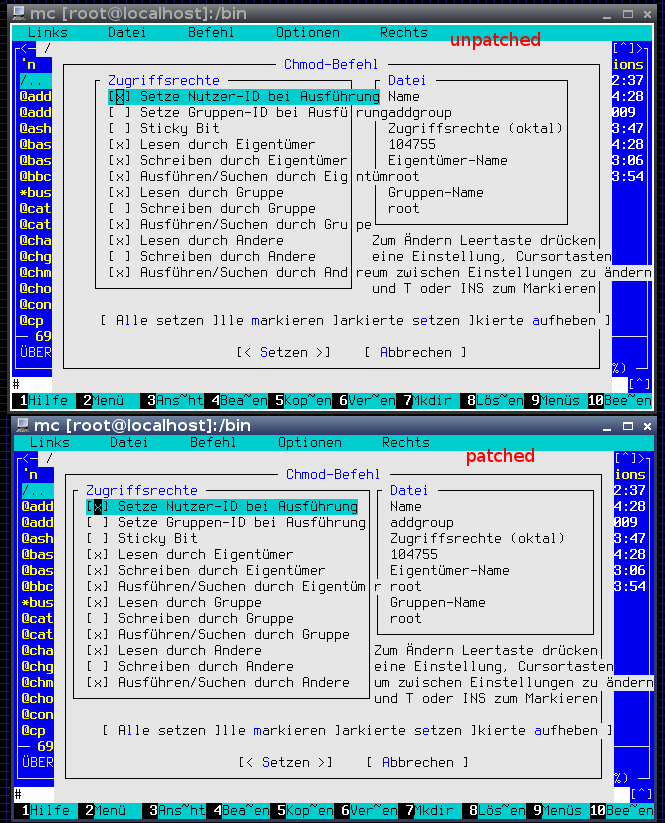 mc [root@localhost]:/bin
Links Datei Befehl Optionen Rechts
unpatched
<─ / [^]>
'n Chmod-Befehl ions
/.. Zugriffsrechte Datei 2:37
@add [x] Setze Nutzer-ID bei Ausführung Name 4:28
@add [ ] Setze Gruppen-ID bei Ausführungaddgroup 009
@ash [ ] Sticky Bit Zugriffsrechte (oktal) 3:47
@bas [x] Lesen durch Eigentümer 104755 4:28
@bas [x] Schreiben durch Eigentümer Eigentümer-Name 3:06
@bbc [x] Ausführen/Suchen durch Eigentümroot 3:54
*bus [x] Lesen durch Gruppe Gruppen-Name
@cat [ ] Schreiben durch Gruppe root
@cat [x] Ausführen/Suchen durch Gruppe
@cha [x] Lesen durch Andere Zum Ändern Leertaste drücken
@chg [ ] Schreiben durch Andere eine Einstellung, Cursortasten
@chm [x] Ausführen/Suchen durch Andreum zwischen Einstellungen zu ändern
@cho und T oder INS zum Markieren
@con
@cp [ Alle setzen ]lle markieren ]arkierte setzen ]kierte aufheben ]
69
ÜBER [< Setzen >] [ Abbrechen ]
%)
# [^]
1Hilfe 2Menü 3Ans~ht 4Bea~en 5Kop~en 6Ver~en 7Mkdir 8Lös~en 9Menüs 10Bee~en
mc [root@localhost]:/bin
Links Datei Befehl Optionen Rechts
patched
<─ / [^]>
'n Chmod-Befehl ions
/.. Zugriffsrechte Datei 2:37
@add [x] Setze Nutzer-ID bei Ausführung Name 4:28
@add [ ] Setze Gruppen-ID bei Ausführung addgroup 009
@ash [ ] Sticky Bit Zugriffsrechte (oktal) 3:47
@bas [x] Lesen durch Eigentümer 104755 4:28
@bas [x] Schreiben durch Eigentümer Eigentümer-Name 3:06
@bbc [x] Ausführen/Suchen durch Eigentümer root 3:54
*bus [x] Lesen durch Gruppe Gruppen-Name
@cat [ ] Schreiben durch Gruppe root
@cat [x] Ausführen/Suchen durch Gruppe
@cha [x] Lesen durch Andere Zum Ändern Leertaste drücken
@chg [ ] Schreiben durch Andere eine Einstellung, Cursortasten
@chm [x] Ausführen/Suchen durch Andere um zwischen Einstellungen zu ändern
@cho und T oder INS zum Markieren
@con
@cp [ Alle setzen ]lle markieren ]arkierte setzen ]kierte aufheben ]
69
ÜBER [< Setzen >] [ Abbrechen ]
%)
# [^]
1Hilfe 2Menü 3Ans~ht 4Bea~en 5Kop~en 6Ver~en 7Mkdir 8Lös~en 9Menüs 10Bee~en